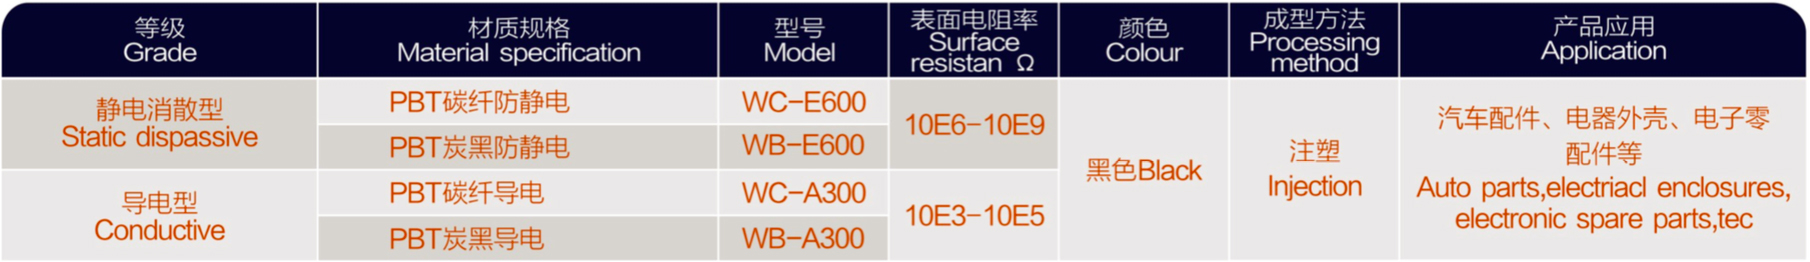 等级
Grade
材质规格
Material specification
型号
Model
表面电阻率
Surface
resistan Ω
颜色
Colour
成型方法
Processing
method
产品应用
Application
静电消散型
Static dispassive
PBT碳纤防静电
WC-E600
10E6-10E9
PBT炭黑防静电
WB-E600
黑色Black
注塑
Injection
汽车配件、电器外壳、电子零
配件等
Auto parts,electriacl enclosures,
electronic spare parts,tec
导电型
Conductive
PBT碳纤导电
WC-A300
10E3-10E5
PBT炭黑导电
WB-A300